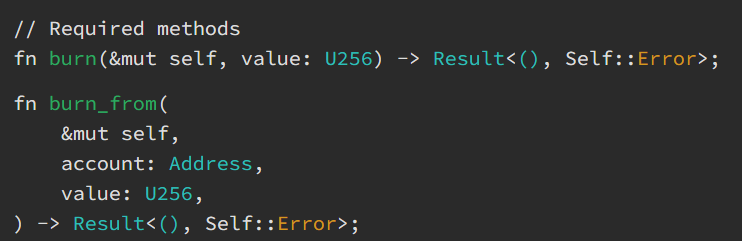 // Required methods
fn burn(&mut self, value: U256) -> Result<(), Self::Error>;
fn burn_from(
    &mut self,
    account: Address,
    value: U256,
) -> Result<(), Self::Error>;